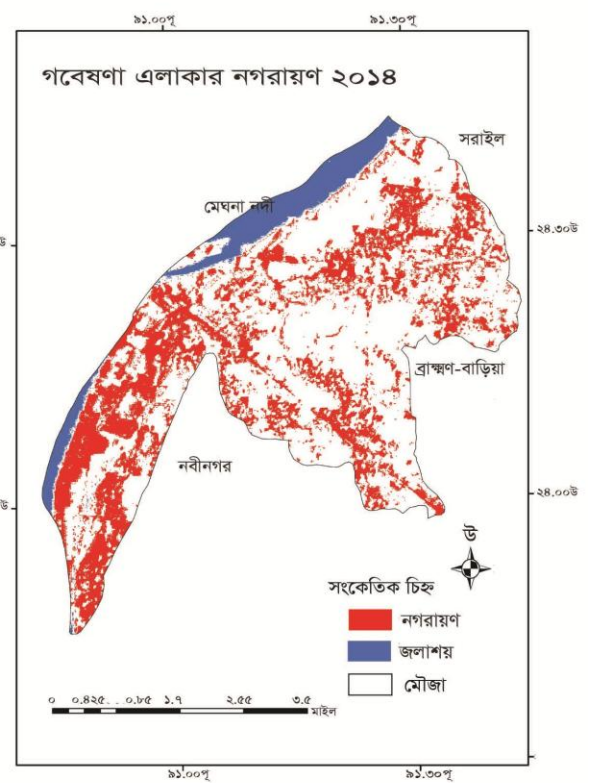 ৯১.০০পূ
৯১.৩০পূ
গবেষণা এলাকার নগরায়ণ ২০১৪
সরাইল
মেঘনা নদী
২৪.৩০উ
ব্রাহ্মণ-বাড়িয়া
নবীনগর
২৪.০০উ
উ
সংকেতিক চিহ্ন
নগরায়ণ
জলাশয়
মৌজা
০ ০.৪২৫ ০.৮৫ ১.৭ ২.৫৫ ৩.৫
মাইল
৯১.০০পূ
৯১.৩০পূ